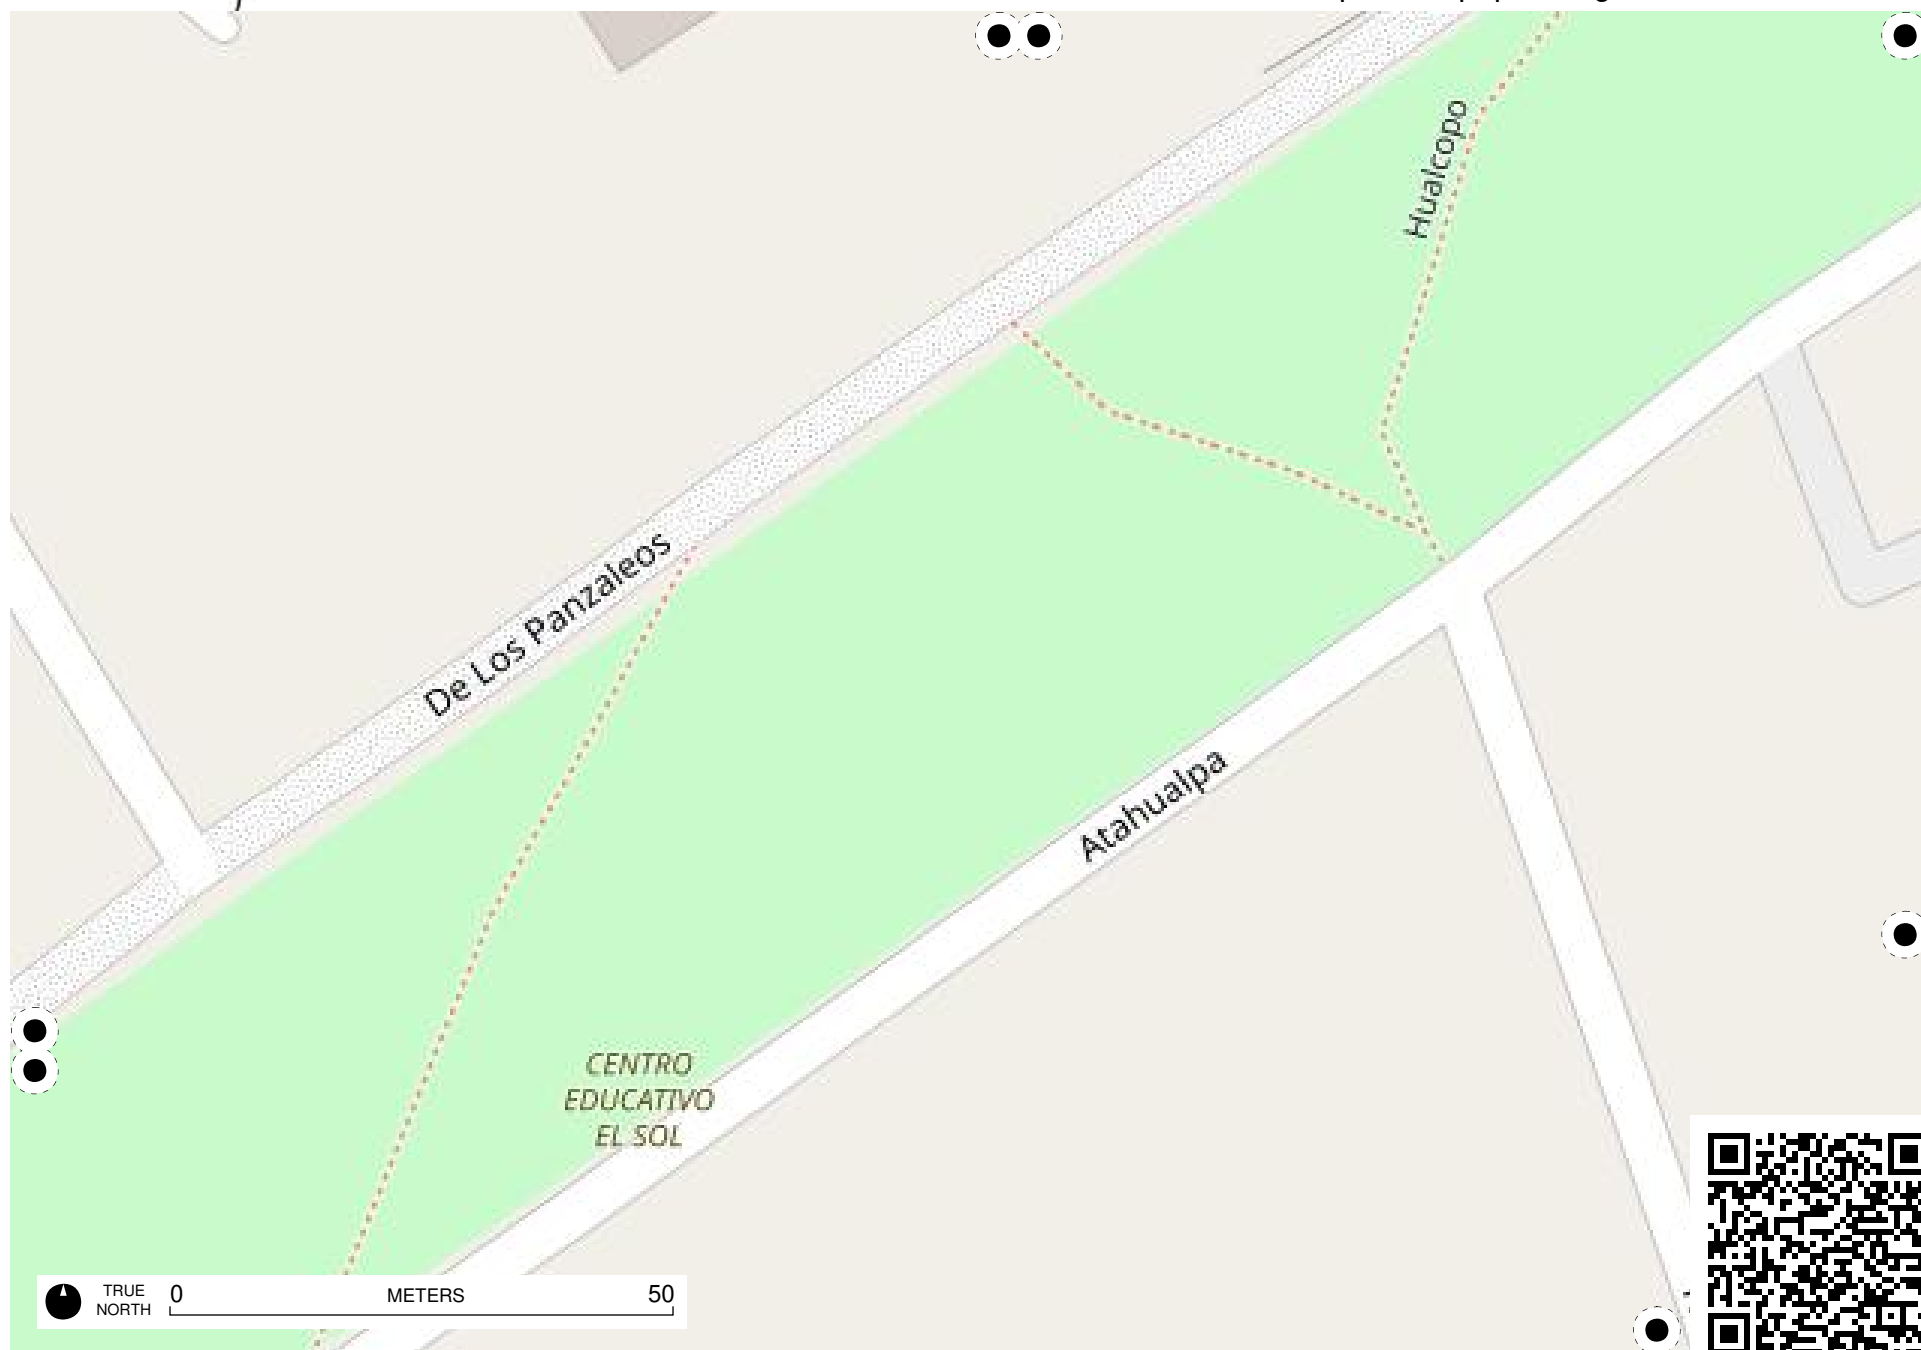 Hualcopo
De Los Panzaleos
Atahualpa
CENTRO
EDUCATIVO
EL SOL
TRUE
NORTH
0
METERS
50